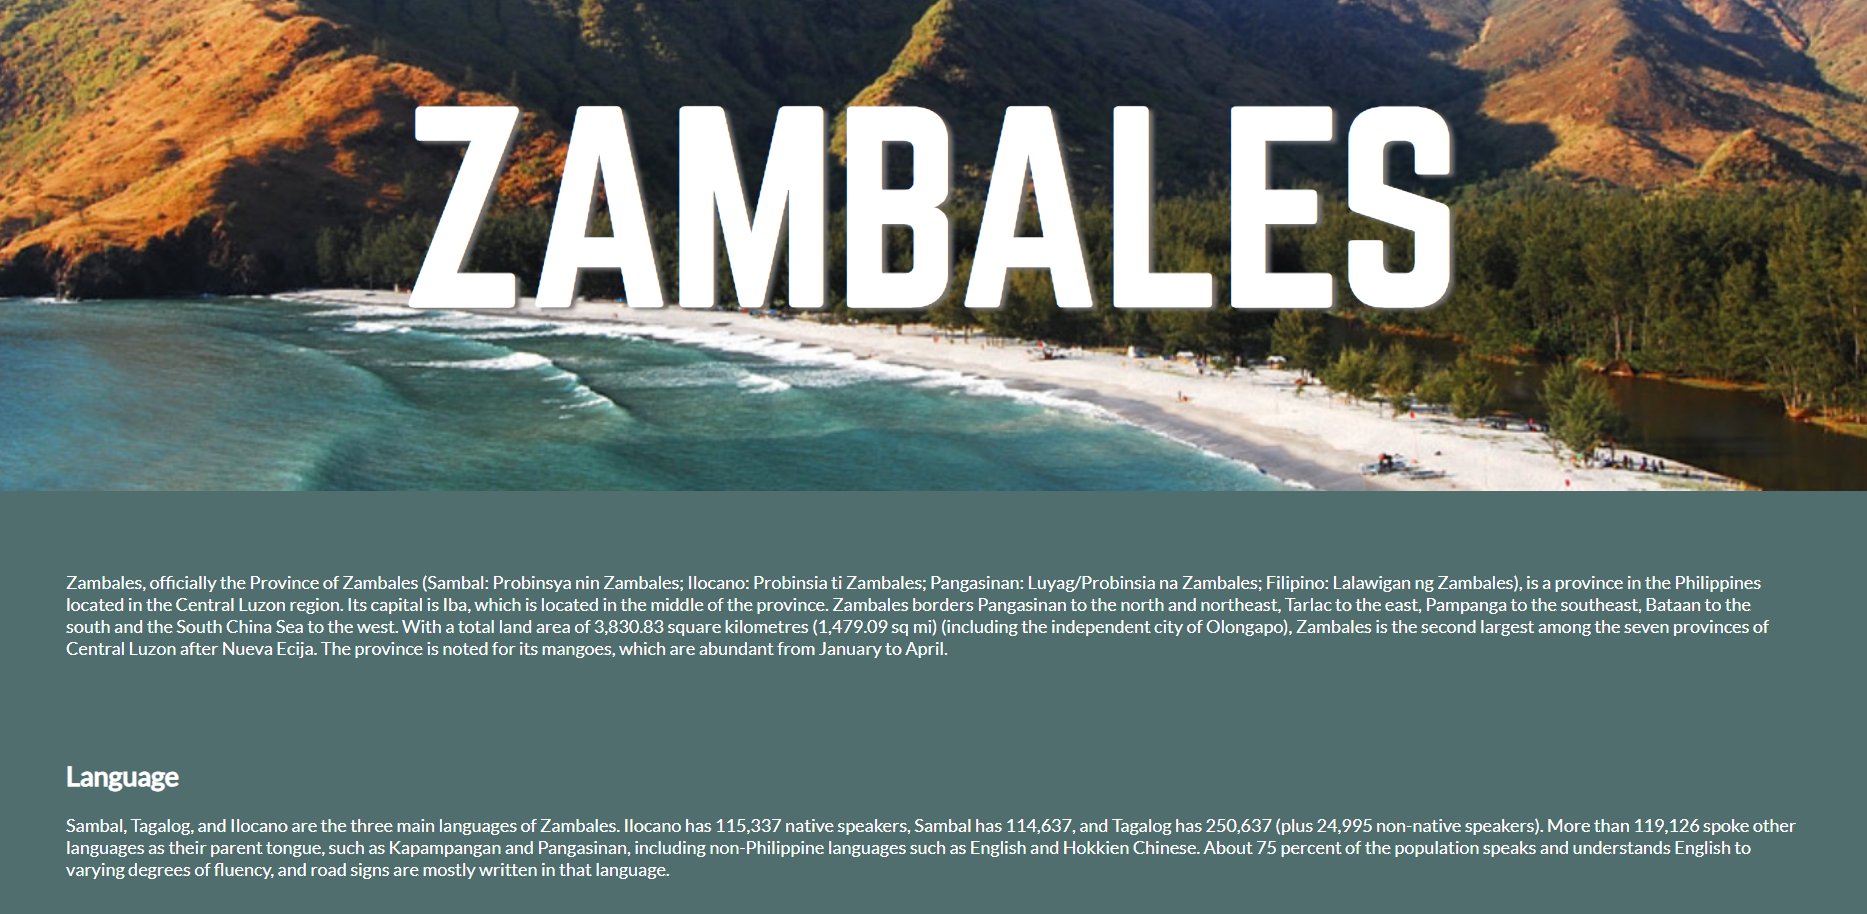 ZAMBALES
Zambales, officially the Province of Zambales (Sambal: Probinsya nin Zambales; Ilocano: Probinsia ti Zambales; Pangasinan: Luyag/Probinsia na Zambales; Filipino: Lalawigan ng Zambales), is a province in the Philippines
located in the Central Luzon region. Its capital is Iba, which is located in the middle of the province. Zambales borders Pangasinan to the north and northeast, Tarlac to the east, Pampanga to the southeast, Bataan to the
south and the South China Sea to the west. With a total land area of 3,830.83 square kilometres (1,479.09 sq mi) (including the independent city of Olongapo), Zambales is the second largest among the seven provinces of
Central Luzon after Nueva Ecija. The province is noted for its mangoes, which are abundant from January to April.
Language
Sambal, Tagalog, and Ilocano are the three main languages of Zambales. Ilocano has 115,337 native speakers, Sambal has 114,637, and Tagalog has 250,637 (plus 24,995 non-native speakers). More than 119,126 spoke other
languages as their parent tongue, such as Kapampangan and Pangasinan, including non-Philippine languages such as English and Hokkien Chinese. About 75 percent of the population speaks and understands English to
varying degrees of fluency, and road signs are mostly written in that language.